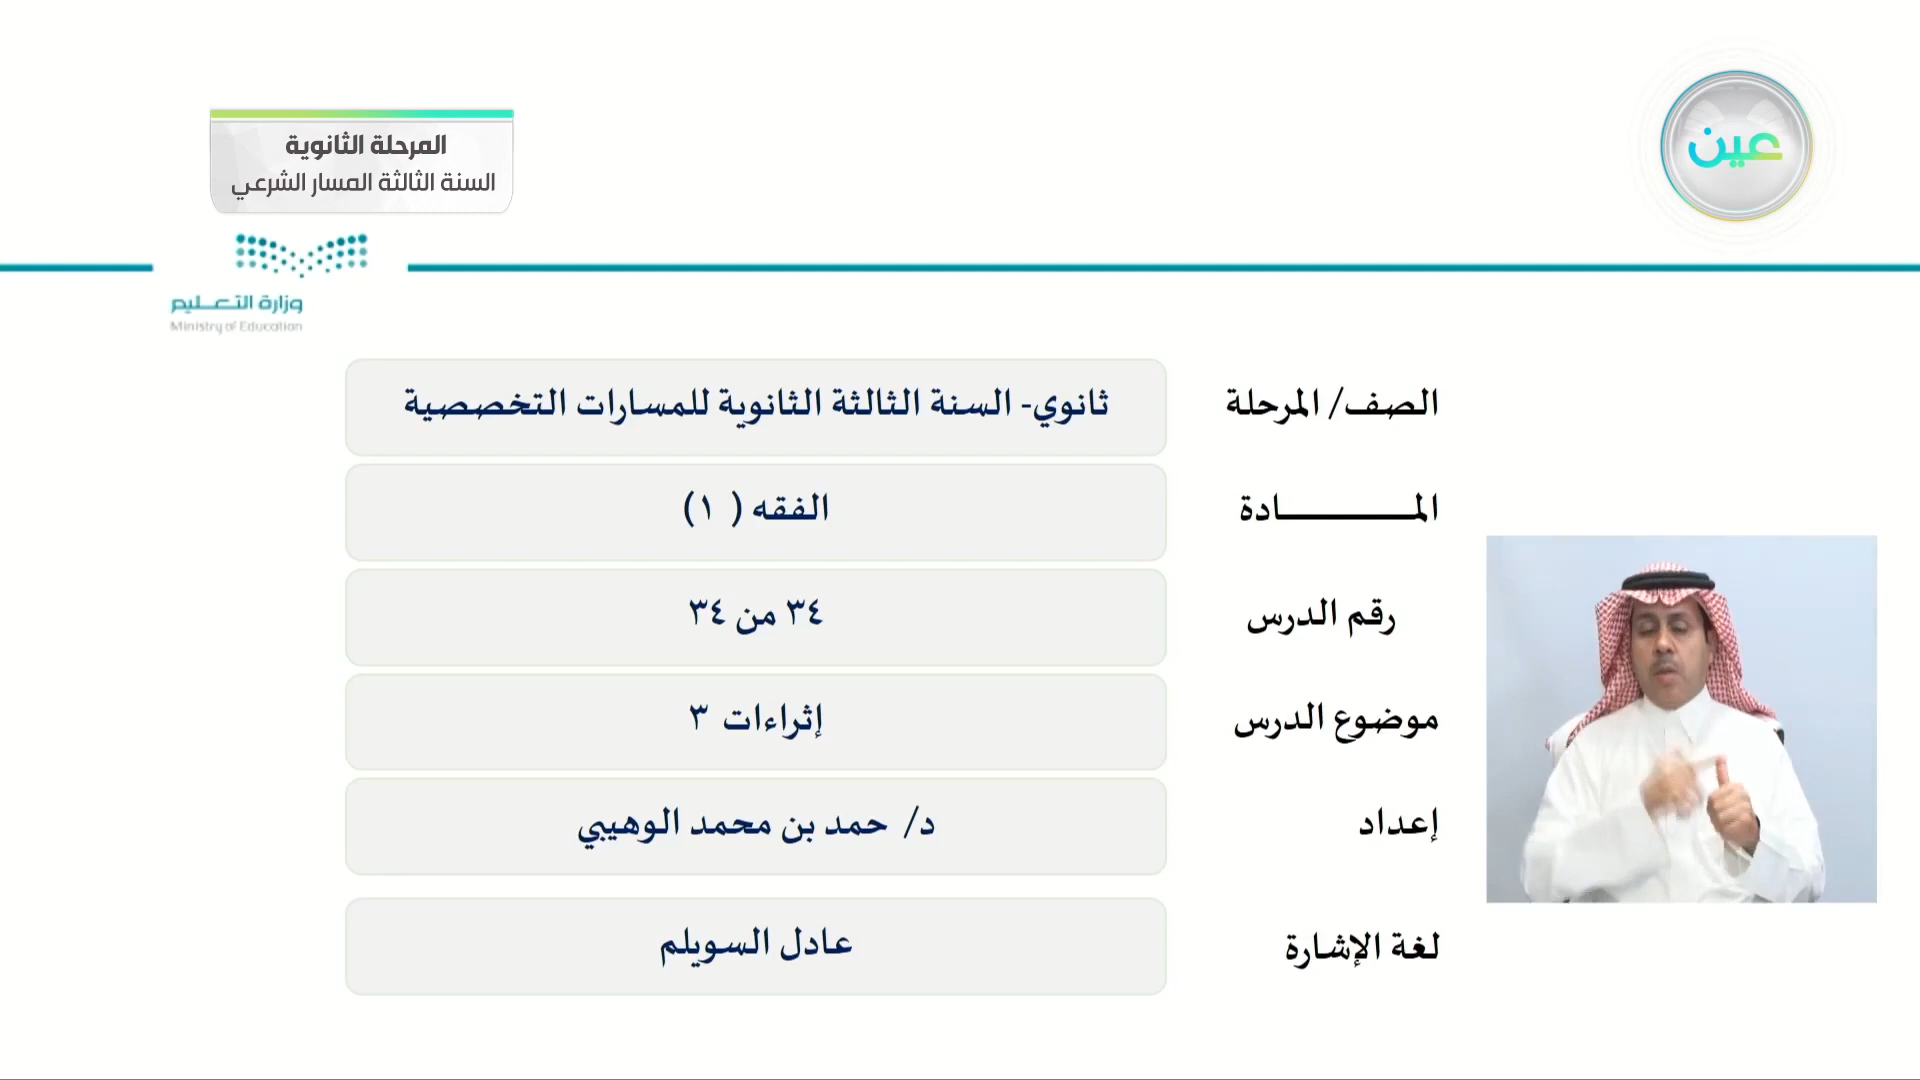 عين
المرحلة الثانوية
السنة الثالثة المسار الشرعي
وزارة التعـــليم
Ministry of Education
الصف/ المرحلة
ثانوي- السنة الثالثة الثانوية للمسارات التخصصية
المـــــــــــادة
الفقه ( ١)
رقم الدرس
٣٤ من ٣٤
موضوع الدرس
إثراءات ٣
إعداد
د/ حمد بن محمد الوهيبي
لغة الإشارة
عادل السويلم